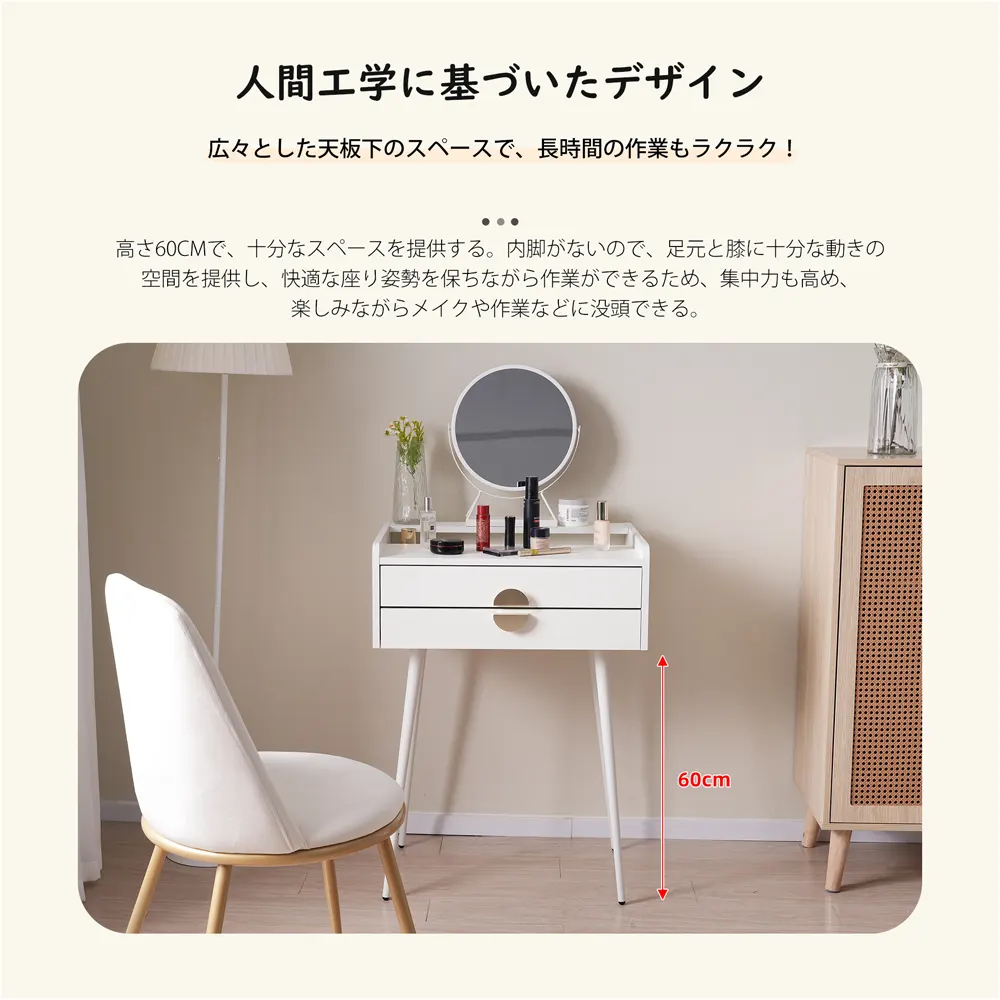 人間工学に基づいたデザイン
広々とした天板下のスペースで、長時間の作業もラクラク！
高さ60CMで、十分なスペースを提供する。内脚がないので、足元と膝に十分な動きの
空間を提供し、快適な座り姿勢を保ちながら作業ができるため、集中力も高め、
楽しみながらメイクや作業などに没頭できる。
60cm